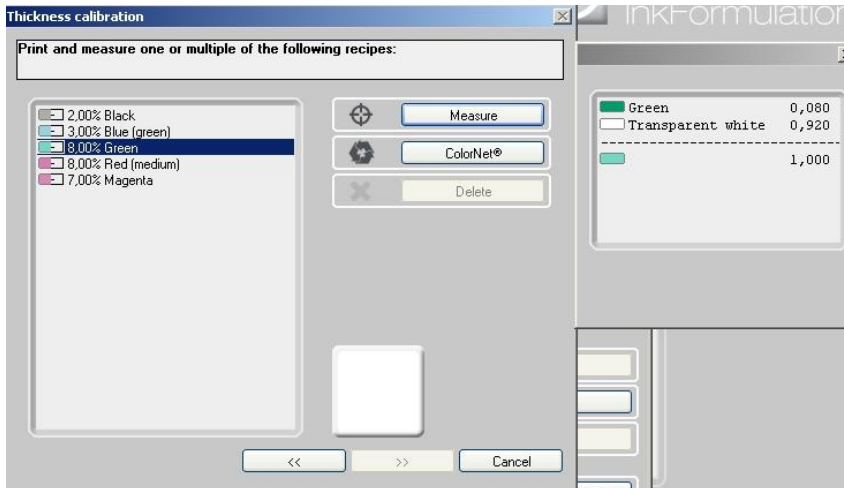 Thickness calibration
Print and measure one or multiple of the following recipes:
2,00% Black
3,00% Blue (green)
8,00% Green
8,00% Red (medium)
7,00% Magenta
Measure
ColorNet®
Delete
<<
>>
Cancel
InkFormulation
Green 0,080
Transparent white 0,920
1,000